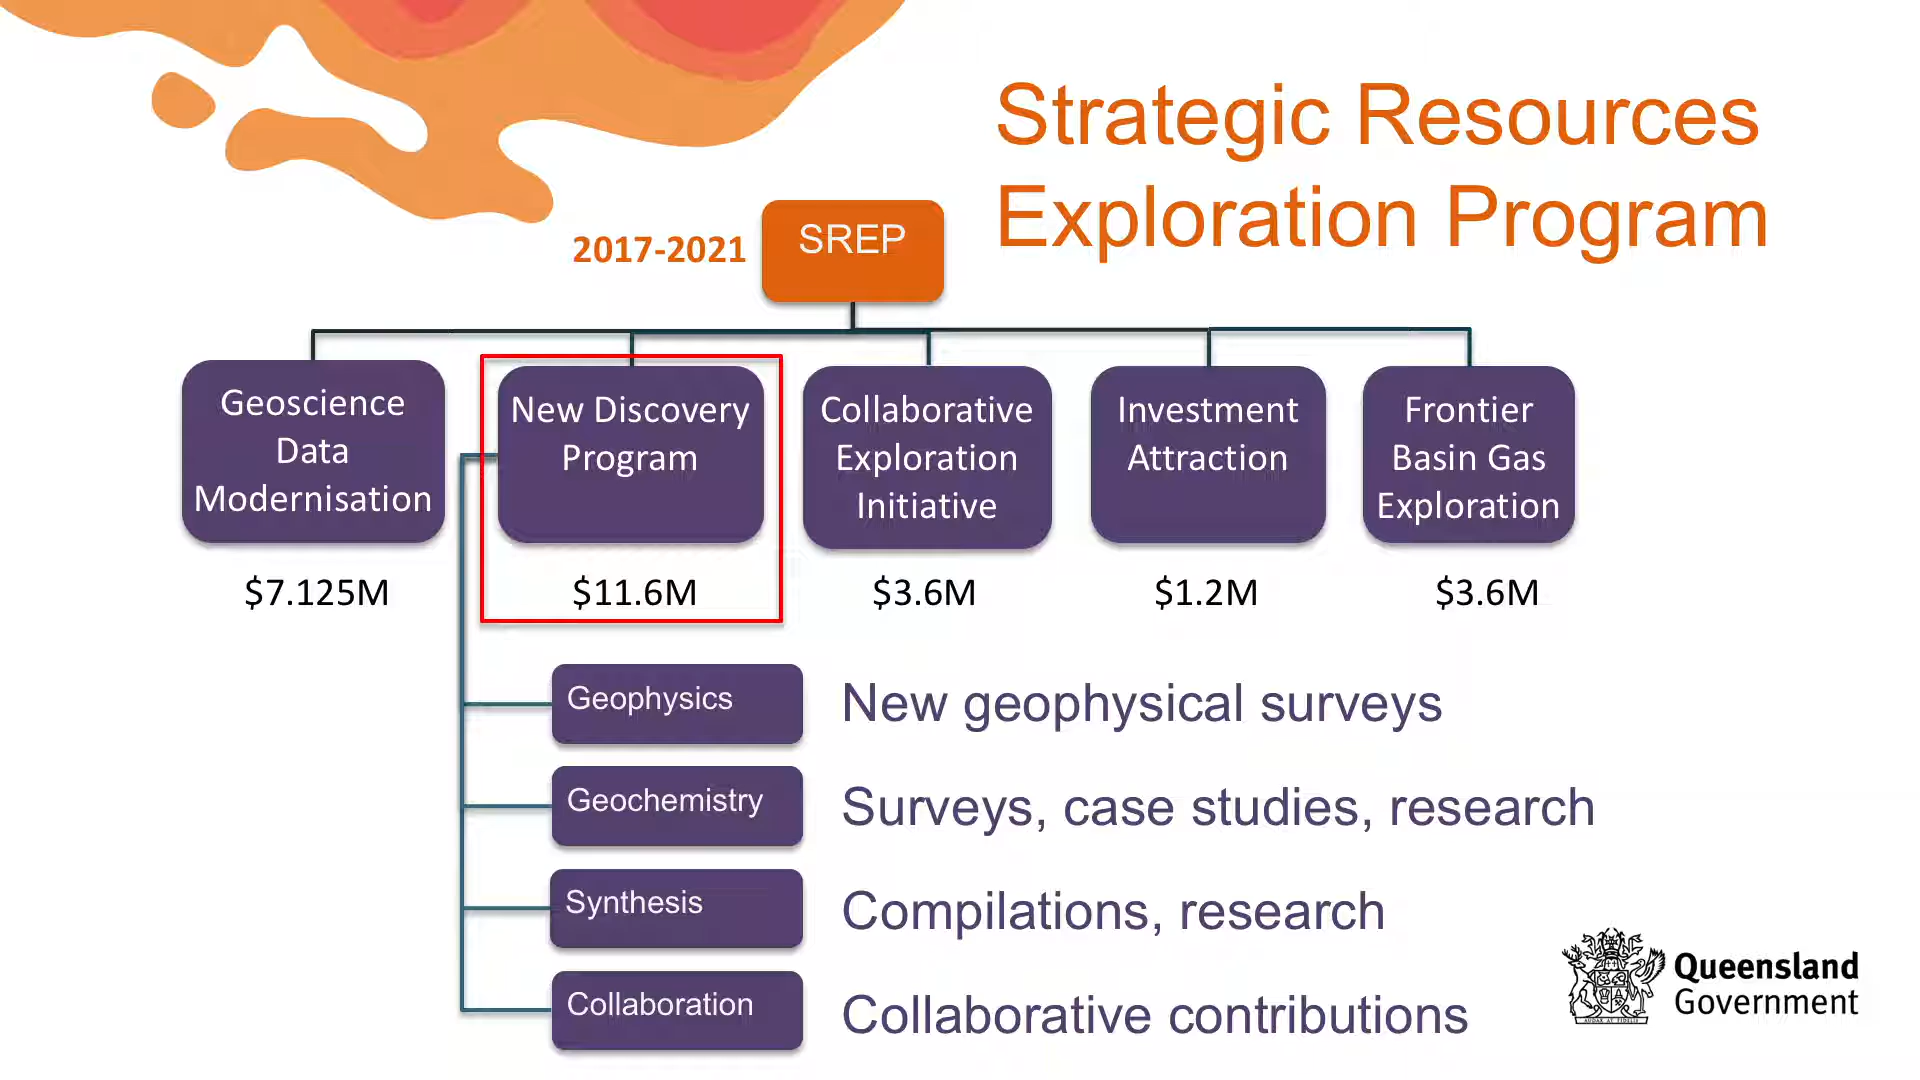 Strategic Resources
Exploration Program
2017-2021
SREP
Geoscience
Data
Modernisation
$7.125M
New Discovery
Program
$11.6M
Collaborative
Exploration
Initiative
$3.6M
Investment
Attraction
$1.2M
Frontier
Basin Gas
Exploration
$3.6M
Geophysics
New geophysical surveys
Geochemistry
Surveys, case studies, research
Synthesis
Compilations, research
Collaboration
Collaborative contributions
Queensland
Government